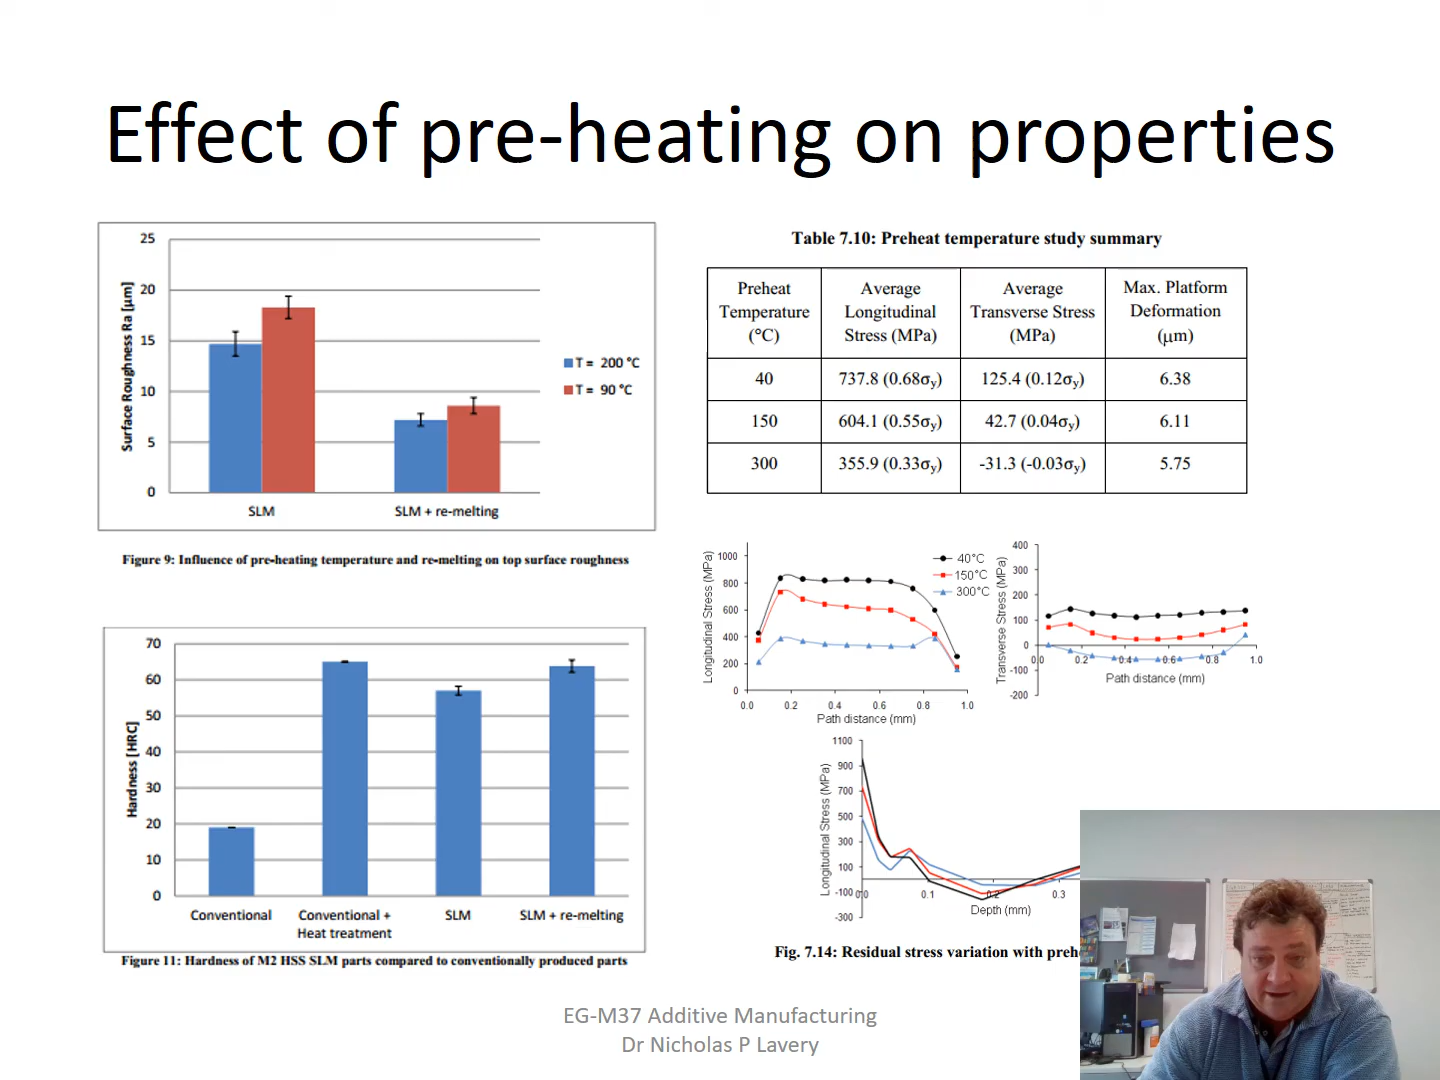 Effect of pre-heating on properties
25
20
15
10
5
0
Surface Roughness Ra [µm]
SLM
SLM + re-melting
T = 200 °C
T = 90 °C
Figure 9: Influence of pre-heating temperature and re-melting on top surface roughness
70
60
50
40
30
20
10
0
Hardness [HRC]
Conventional
Conventional +
Heat treatment
SLM
SLM + re-melting
Figure 11: Hardness of M2 HSS SLM parts compared to conventionally produced parts
Table 7.10: Preheat temperature study summary
Preheat Temperature (°C) Average Longitudinal Stress (MPa) Average Transverse Stress (MPa) Max. Platform Deformation (µm)
40 737.8 (0.68σy) 125.4 (0.12σy) 6.38
150 604.1 (0.55σy) 42.7 (0.04σy) 6.11
300 355.9 (0.33σy) -31.3 (-0.03σy) 5.75
Longitudinal Stress (MPa)
1000
800
600
400
200
0
0.0 0.2 0.4 0.6 0.8 1.0
Path distance (mm)
40°C
150°C
300°C
Transverse Stress (MPa)
400
300
200
100
0
-100
-200
0.0 0.2 0.4 0.6 0.8 1.0
Path distance (mm)
Longitudinal Stress (MPa)
1100
900
700
500
300
100
-100
-300
0.0 0.1 0.2 0.3
Depth (mm)
Fig. 7.14: Residual stress variation with
EG-M37 Additive Manufacturing
Dr Nicholas P Lavery